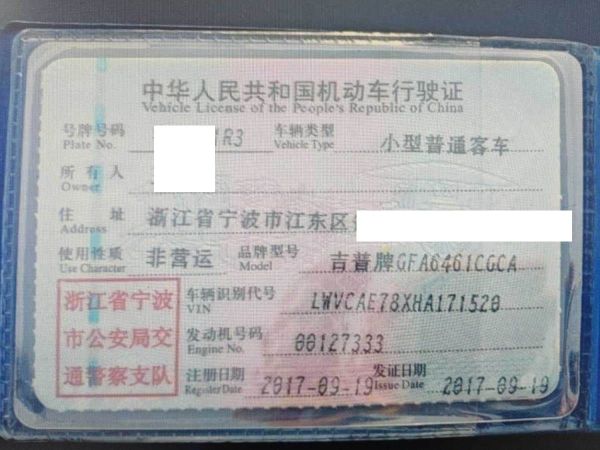 中华人民共和国机动车行驶证
Vehicle License of the People's Republic of China
号牌号码 1R3 车辆类型 小型普通客车
Plate No. Vehicle Type
所有人
Owner
住址 浙江省宁波市江东区
Address
使用性质 非营运 品牌型号 吉普牌GFA6461CGCA
Use Character Model
浙江省宁波 车辆识别代号 LWVCAE78XHA171520
VIN
市公安局交 发动机号码 00127333
Engine No.
通警察支队 注册日期 2017-09-19 发证日期 2017-09-19
Register Date Issue Date